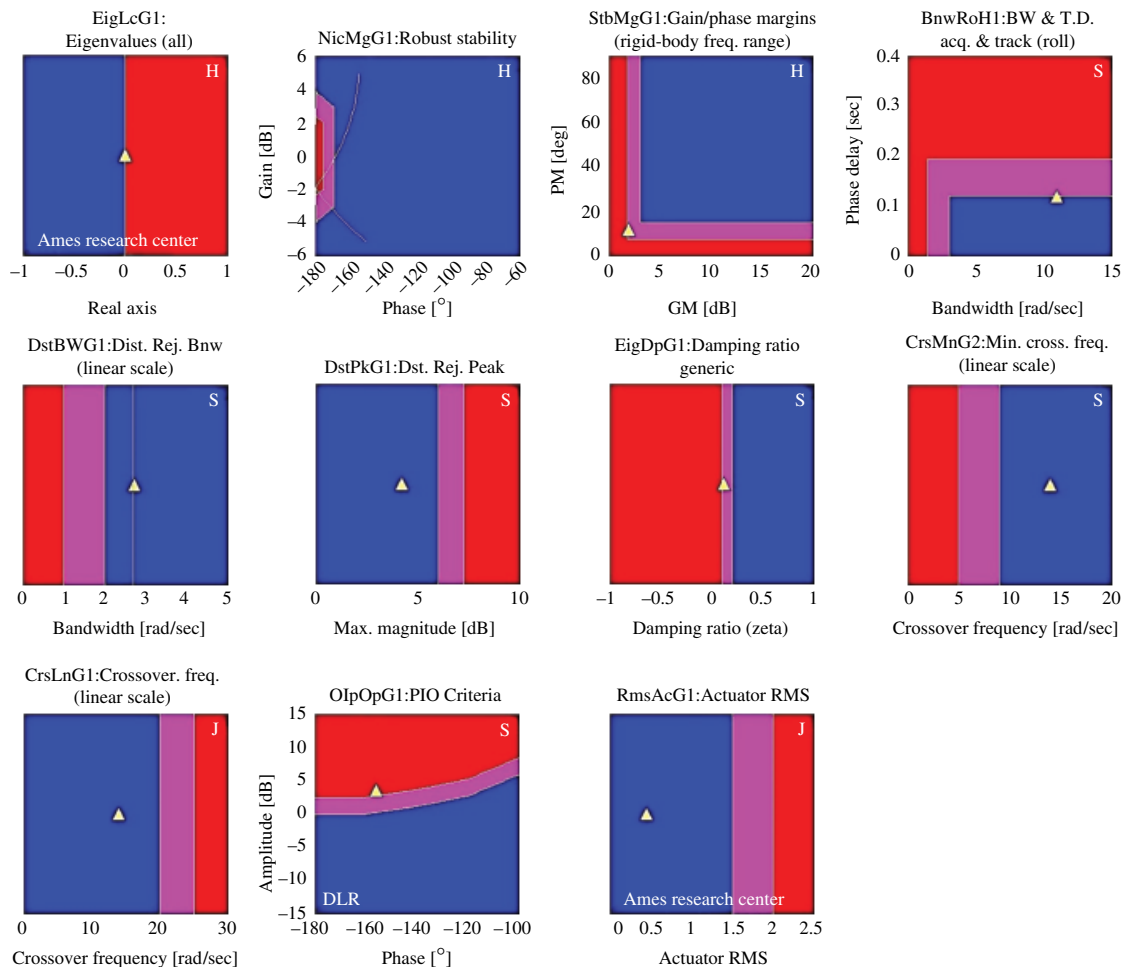 EigLcG1:
Eigenvalues (all)
H
Ames research center
−1 −0.5 0 0.5 1
Real axis
NicMgG1:Robust stability
6
4
2
0
−2
−4
−6
Gain [dB]
−180 −160 −140 −120 −100 −80 −60
Phase [°]
StbMgG1:Gain/phase margins
(rigid-body freq. range)
H
80
60
40
20
0
PM [deg]
0 5 10 15 20
GM [dB]
BnwRoH1:BW & T.D.
acq. & track (roll)
S
0.4
0.3
0.2
0.1
0
Phase delay [sec]
0 5 10 15
Bandwidth [rad/sec]
DstBWG1:Dist. Rej. Bnw
(linear scale)
S
0 1 2 3 4 5
Bandwidth [rad/sec]
DstPkG1:Dst. Rej. Peak
S
0 5 10
Max. magnitude [dB]
EigDpG1:Damping ratio
generic
S
−1 −0.5 0 0.5 1
Damping ratio (zeta)
CrsMnG2:Min. cross. freq.
(linear scale)
S
0 5 10 15 20
Crossover frequency [rad/sec]
CrsLnG1:Crossover. freq.
(linear scale)
J
0 10 20 30
Crossover frequency [rad/sec]
OIpOpG1:PIO Criteria
S
15
10
5
0
−5
−10
−15
Amplitude [dB]
DLR
−180 −160 −140 −120 −100
Phase [°]
RmsAcG1:Actuator RMS
J
Ames research center
0 0.5 1 1.5 2 2.5
Actuator RMS